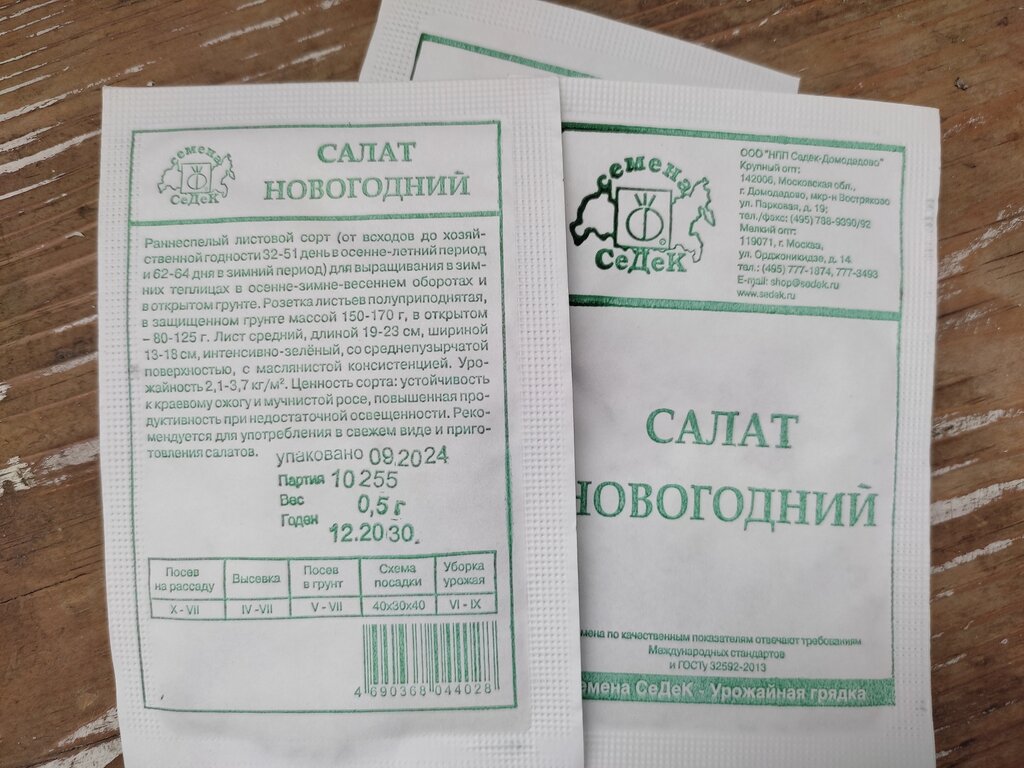 семена
СеДеК
САЛАТ
НОВОГОДНИЙ
Раннеспелый листовой сорт (от всходов до хозяй-
ственной годности 32-51 день в осенне-летний период
и 62-64 дня в зимний период) для выращивания в зим-
них теплицах в осенне-зимне-весеннем оборотах и
в открытом грунте. Розетка листьев полуприподнятая,
в защищенном грунте массой 150-170 г, в открытом
– 80-125 г. Лист средний, длиной 19-23 см, шириной
13-18 см, интенсивно-зелёный, со среднепузырчатой
поверхностью, с маслянистой консистенцией. Уро-
жайность 2,1-3,7 кг/м². Ценность сорта: устойчивость
к краевому ожогу и мучнистой росе, повышенная про-
дуктивность при недостаточной освещенности. Реко-
мендуется для употребления в свежем виде и приго-
товления салатов.
упаковано 09.2024
Партия 10255
Вес 0,5 г
Годен 12.2030.
Посев на рассаду Высевка Посев в грунт Схема посадки Уборка урожая
X - VII IV -VII V - VII 40х30х40 VI - IX
4 690368 044028
семена
СеДеК
ООО "НПП Седек-Домодедово"
Крупный опт:
142006, Московская обл.,
г. Домодедово, мкр-н Востряково
ул. Парковая, д. 19;
тел./факс: (495) 788-9390/92
Мелкий опт:
119071, г. Москва,
ул. Орджоникидзе, д. 14
тел.: (495) 777-1874, 777-3493
E-mail: shop@sedek.ru
www.sedek.ru
САЛАТ
НОВОГОДНИЙ
мена по качественным показателям отвечают требованиям
Международных стандартов
и ГОСТу 32592-2013
емена СеДеК - Урожайная грядка